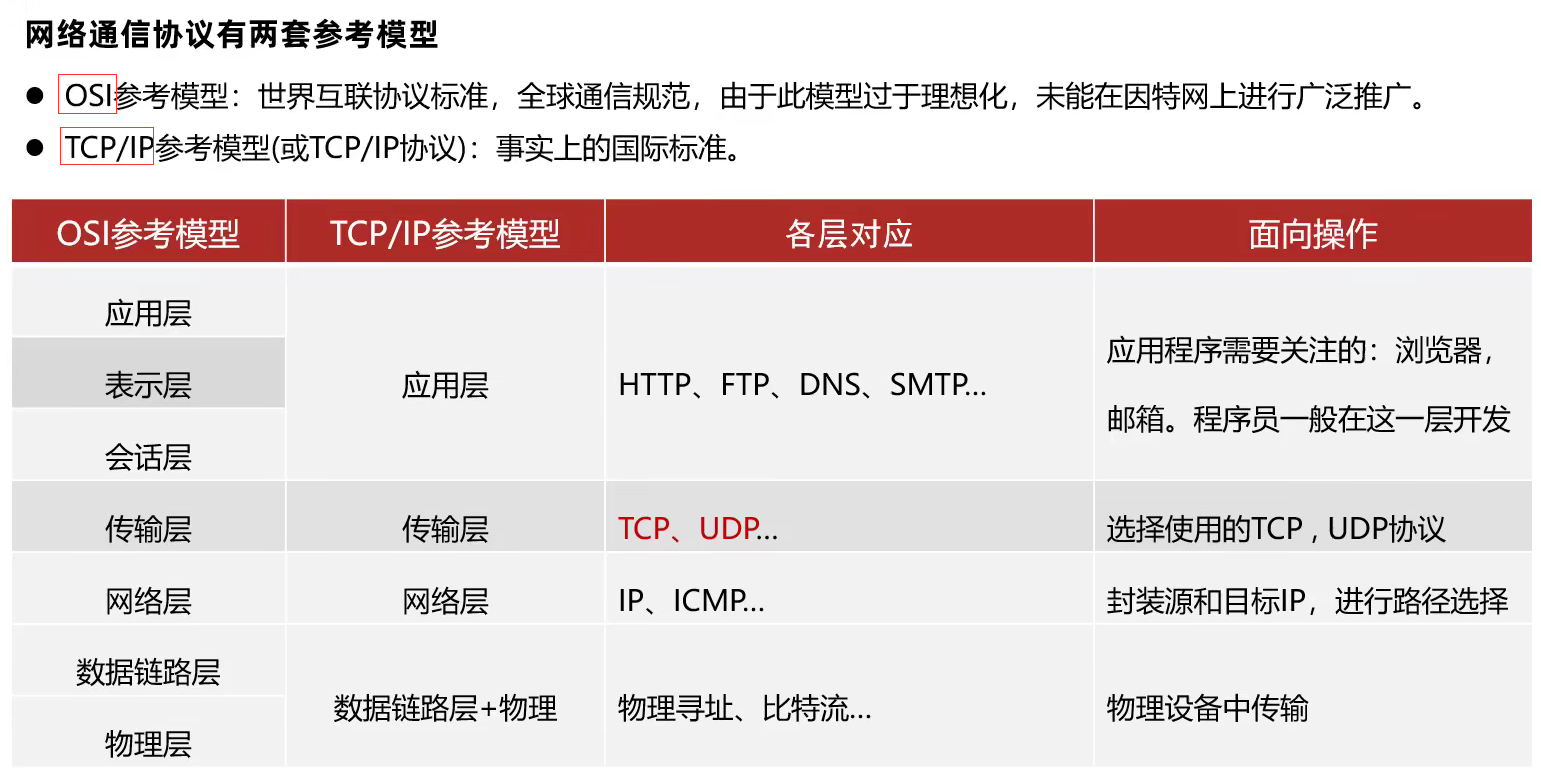 网络通信协议有两套参考模型
● OSI参考模型：世界互联协议标准，全球通信规范，由于此模型过于理想化，未能在因特网上进行广泛推广。
● TCP/IP参考模型(或TCP/IP协议)：事实上的国际标准。
OSI参考模型 TCP/IP参考模型 各层对应 面向操作
应用层
表示层
会话层
应用层
HTTP、FTP、DNS、SMTP...
应用程序需要关注的：浏览器，
邮箱。程序员一般在这一层开发
传输层 传输层 TCP、UDP... 选择使用的TCP , UDP协议
网络层 网络层 IP、ICMP... 封装源和目标IP，进行路径选择
数据链路层
物理层
数据链路层+物理
物理寻址、比特流...
物理设备中传输